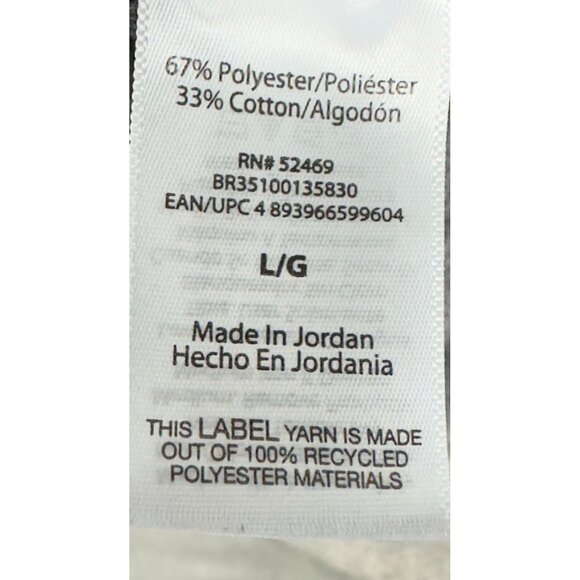 67% Polyester/Poliéster
33% Cotton/Algodón
RN# 52469
BR35100135830
EAN/UPC 4 893966599604
L/G
Made In Jordan
Hecho En Jordania
THIS LABEL YARN IS MADE
OUT OF 100% RECYCLED
POLYESTER MATERIALS